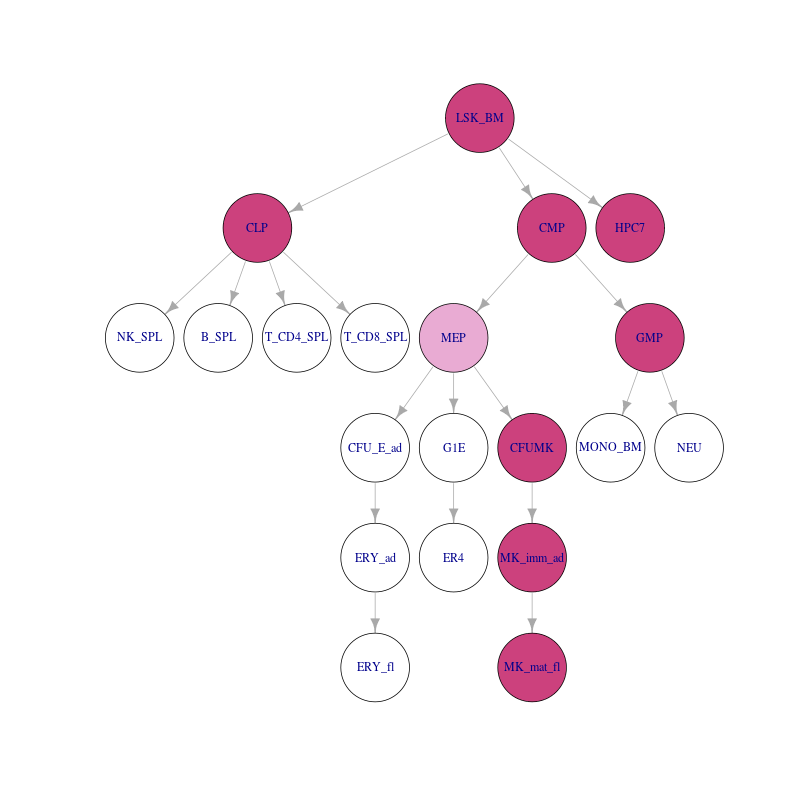 LSK_BM
CLP
CMP
HPC7
NK_SPL
B_SPL
T_CD4_SPL
T_CD8_SPL
MEP
GMP
CFU_E_ad
G1E
CFUMK
MONO_BM
NEU
ERY_ad
ER4
MK_imm_ad
ERY_fl
MK_mat_fl